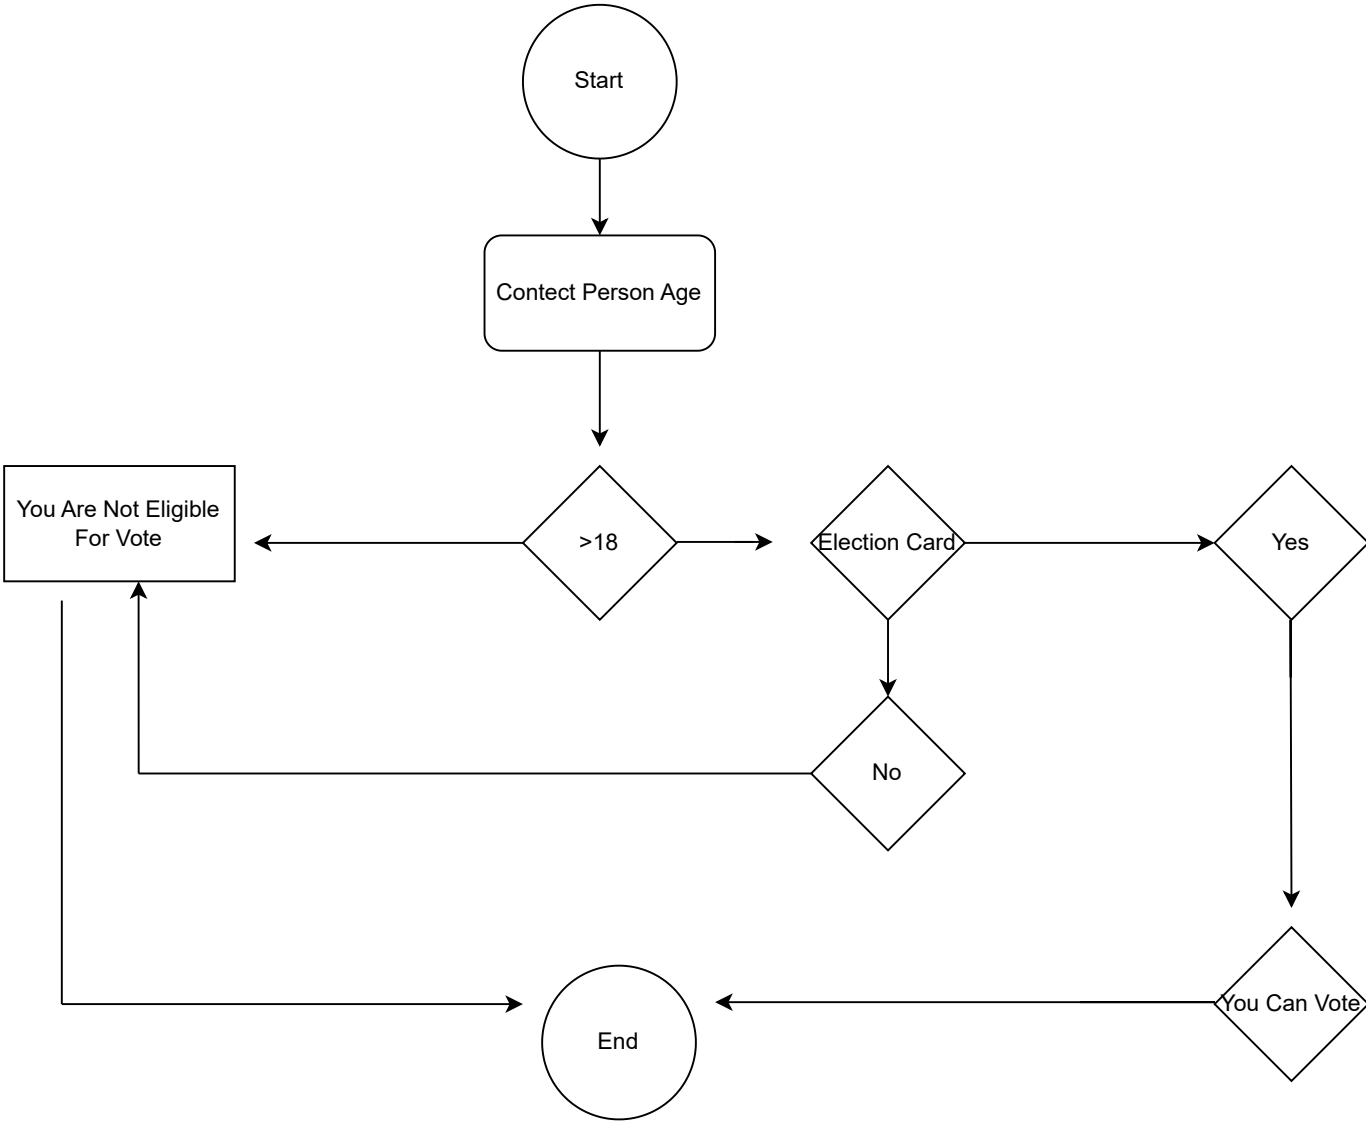 Start
Contect Person Age
You Are Not Eligible
For Vote
>18
Election Card
Yes
No
You Can Vote
End